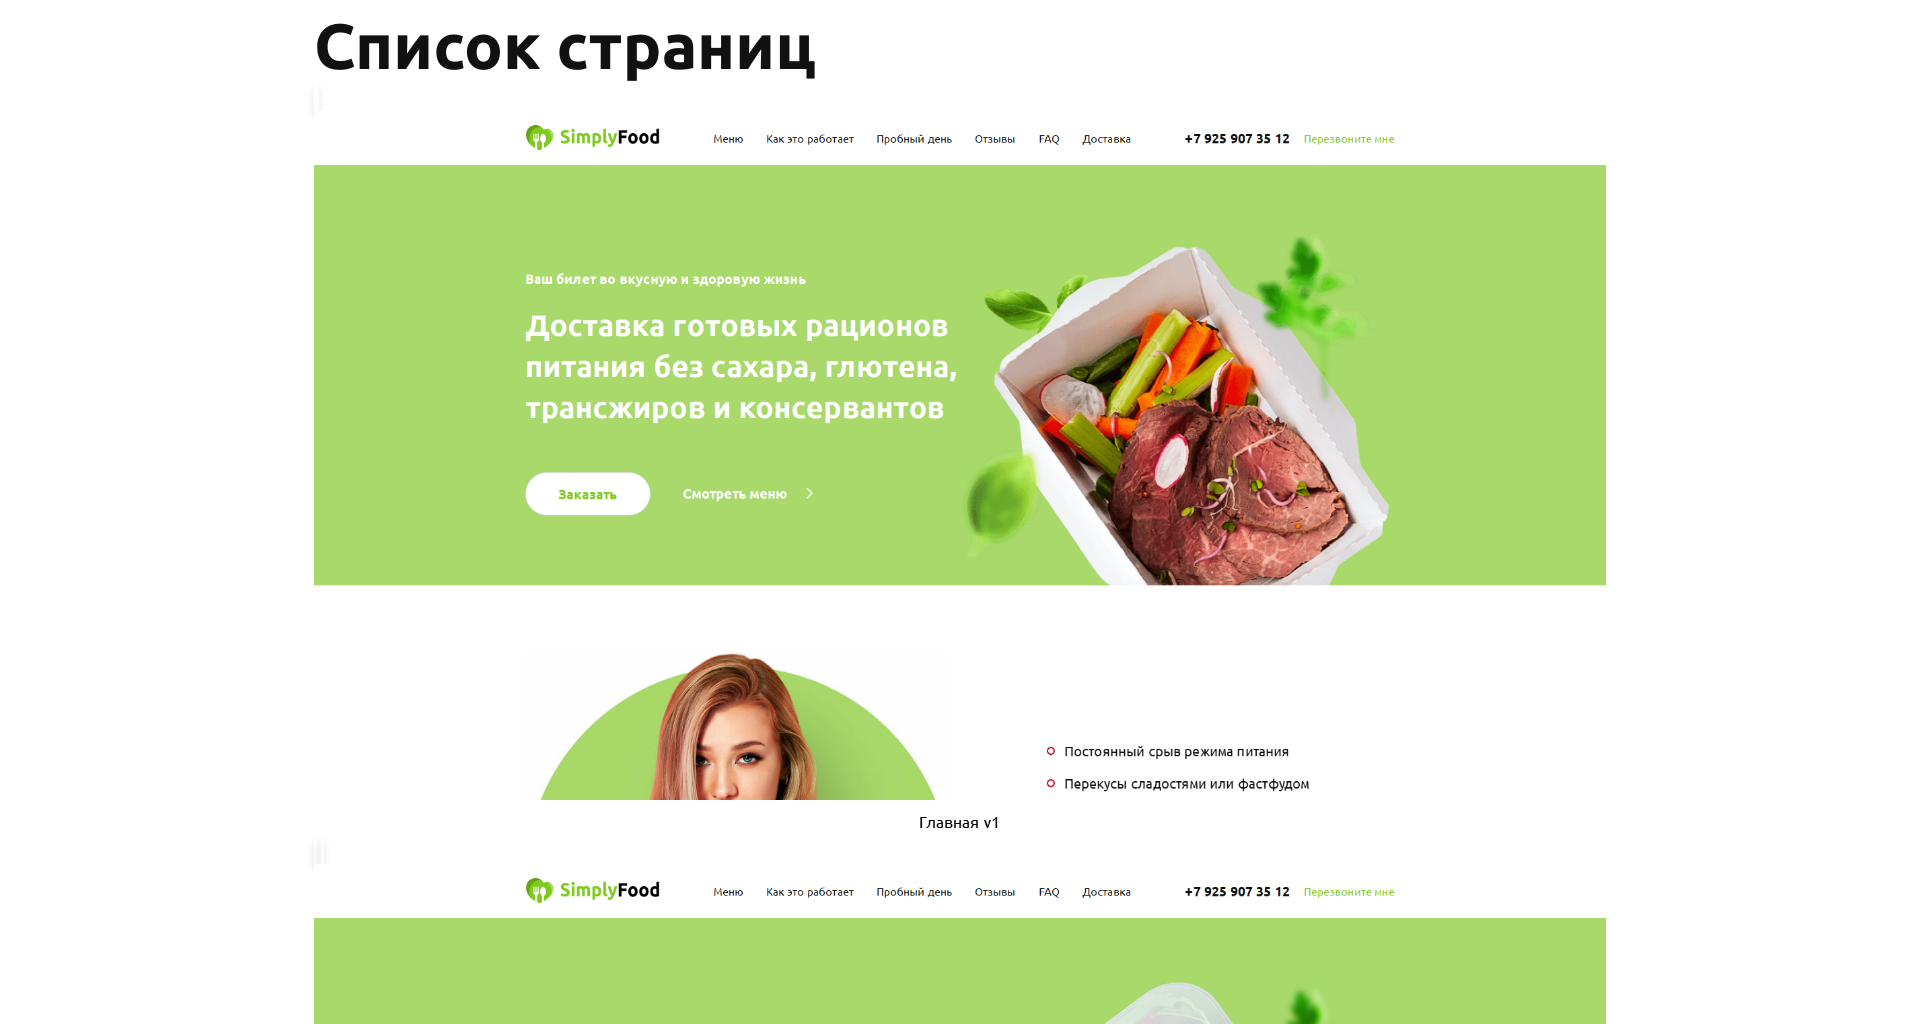 Список страниц
SimplyFood Меню Как это работает Пробный день Отзывы FAQ Доставка +7 925 907 35 12 Перезвоните мне
Ваш билет во вкусную и здоровую жизнь
Доставка готовых рационов
питания без сахара, глютена,
трансжиров и консервантов
Заказать Смотреть меню
Постоянный срыв режима питания
Перекусы сладостями или фастфудом
Главная v1
SimplyFood Меню Как это работает Пробный день Отзывы FAQ Доставка +7 925 907 35 12 Перезвоните мне